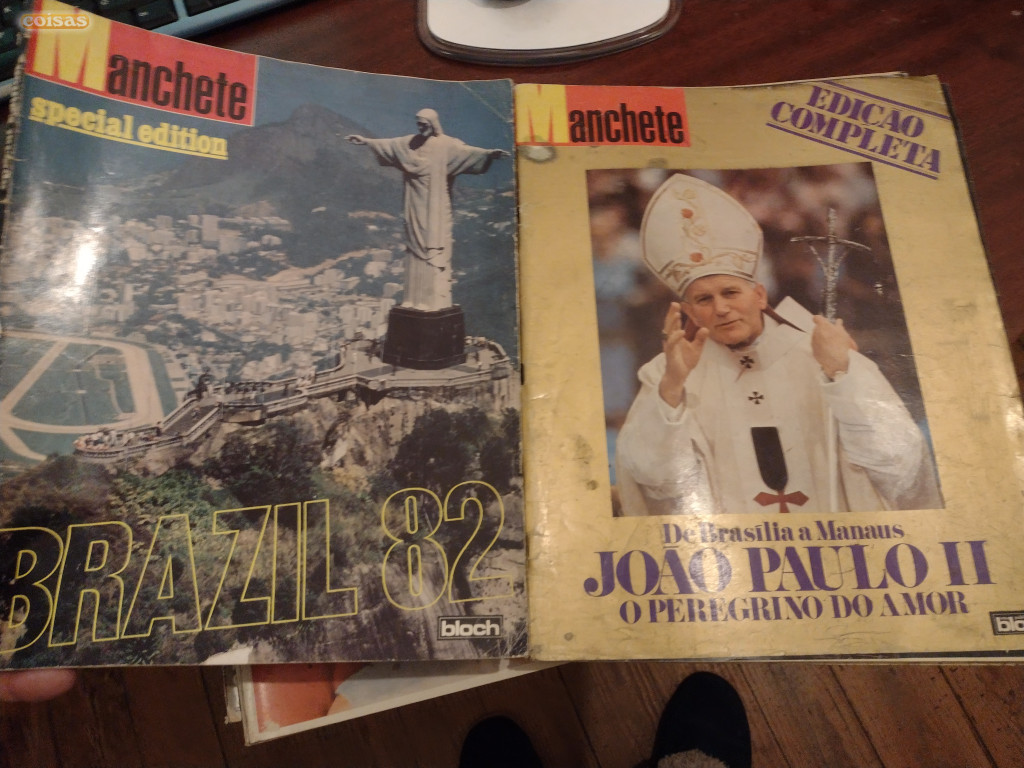 coisas
Manchete
special edition
BRAZIL 82
bloch
Manchete
EDIÇÃO
COMPLETA
De Brasília a Manaus
JOÃO PAULO II
O PEREGRINO DO AMOR